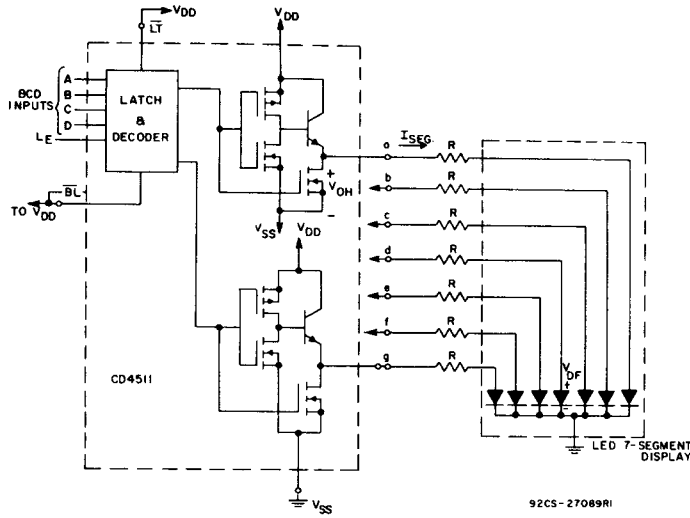 VDD
LT
VDD
A
B
C
D
LE
BCD
INPUTS
LATCH
&
DECODER
BL
TO VDD
VSS
+
VOH
-
VDD
CD4511
VSS
a
ISEG
R
b
R
c
R
d
R
e
R
f
R
g
R
VDF
+
-
LED 7-SEGMENT
DISPLAY
92CS-27089RI